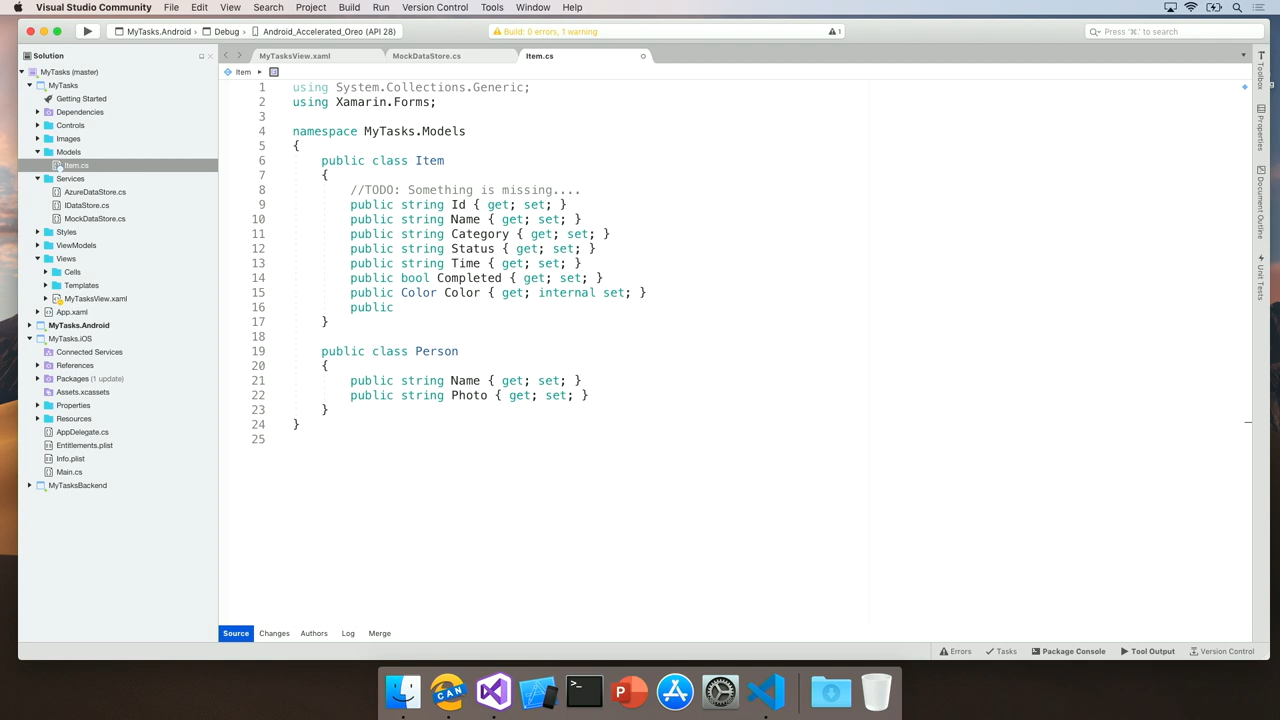 Visual Studio Community File Edit View Search Project Build Run Version Control Tools Window Help
MyTasks.Android › Debug › Android_Accelerated_Oreo (API 28)
Build: 0 errors, 1 warning
1
Press '⌘.' to search
Solution
MyTasks (master)
MyTasks
Getting Started
Dependencies
Controls
Images
Models
Item.cs
Services
AzureDataStore.cs
IDataStore.cs
MockDataStore.cs
Styles
ViewModels
Views
Cells
Templates
MyTasksView.xaml
App.xaml
MyTasks.Android
MyTasks.iOS
Connected Services
References
Packages (1 update)
Assets.xcassets
Properties
Resources
AppDelegate.cs
Entitlements.plist
Info.plist
Main.cs
MyTasksBackend
MyTasksView.xaml MockDataStore.cs Item.cs
Item
1 using System.Collections.Generic;
2 using Xamarin.Forms;
3
4 namespace MyTasks.Models
5 {
6 public class Item
7 {
8 //TODO: Something is missing....
9 public string Id { get; set; }
10 public string Name { get; set; }
11 public string Category { get; set; }
12 public string Status { get; set; }
13 public string Time { get; set; }
14 public bool Completed { get; set; }
15 public Color Color { get; internal set; }
16 public
17 }
18
19 public class Person
20 {
21 public string Name { get; set; }
22 public string Photo { get; set; }
23 }
24 }
25
Source Changes Authors Log Merge
Toolbox
Properties
Document Outline
Unit Tests
Errors Tasks Package Console Tool Output Version Control
CAN
>_
P